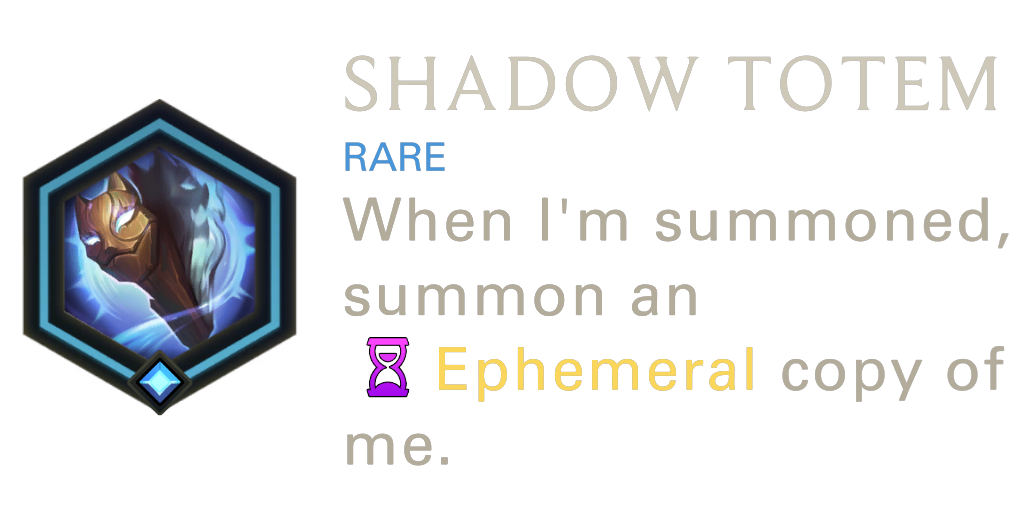 SHADOW TOTEM
RARE
When I'm summoned,
summon an
Ephemeral copy of
me.